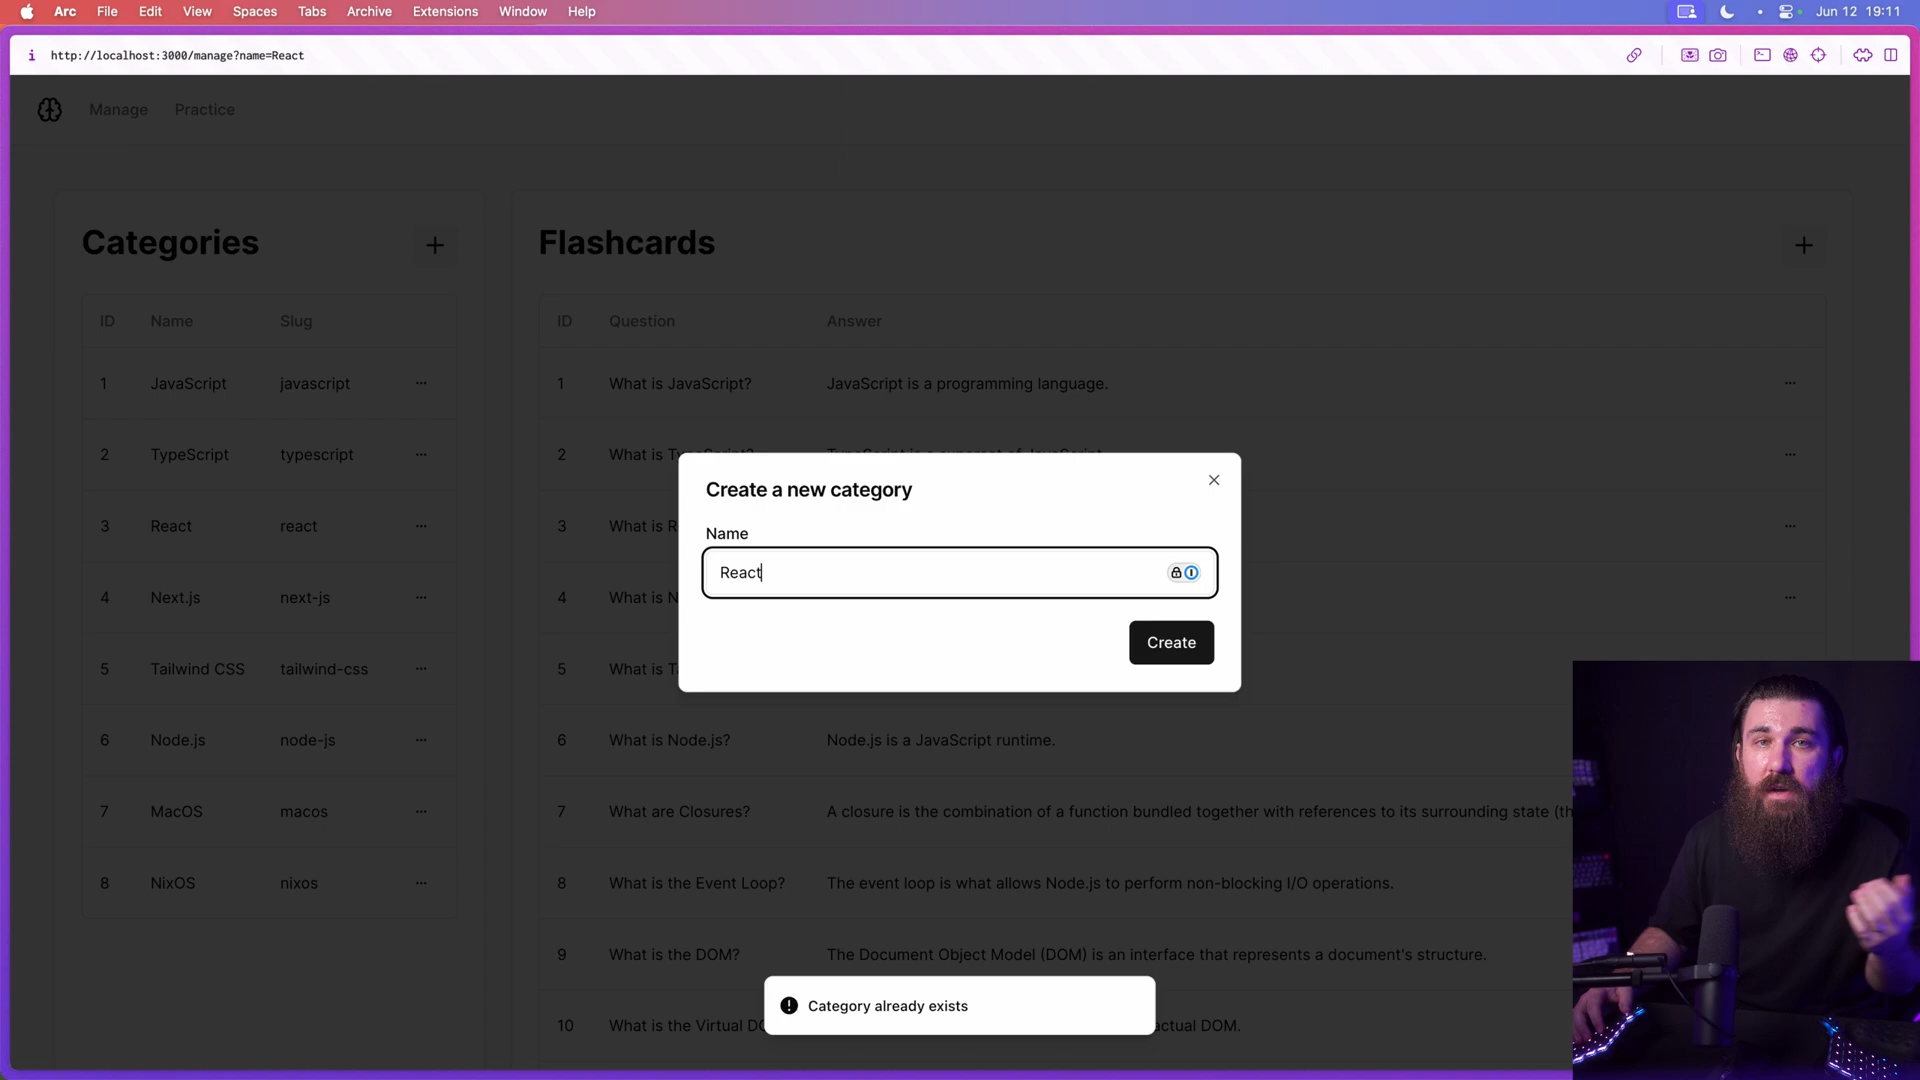 Arc File Edit View Spaces Tabs Archive Extensions Window Help Jun 12 19:11
http://localhost:3000/manage?name=React
Manage Practice
Categories
Flashcards
ID Name Slug
ID Question Answer
1 JavaScript javascript
1 What is JavaScript? JavaScript is a programming language.
2 TypeScript typescript
2 What is TypeScript? TypeScript is a superset of JavaScript.
3 React react
3 What is R
4 Next.js next-js
4 What is N
5 Tailwind CSS tailwind-css
5 What is T
Create a new category
Name
React
Create
6 Node.js node-js
6 What is Node.js? Node.js is a JavaScript runtime.
7 MacOS macos
7 What are Closures? A closure is the combination of a function bundled together with references to its surrounding state (th
8 NixOS nixos
8 What is the Event Loop? The event loop is what allows Node.js to perform non-blocking I/O operations.
9 What is the DOM? The Document Object Model (DOM) is an interface that represents a document's structure.
10 What is the Virtual DO actual DOM.
Category already exists